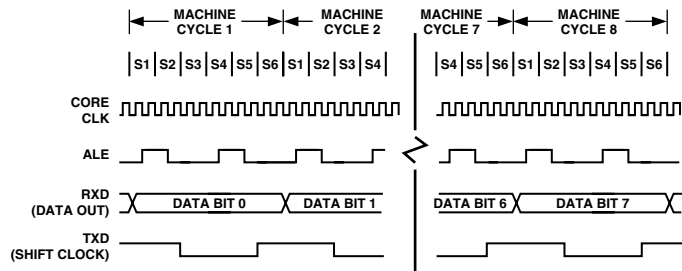 MACHINE CYCLE 1 MACHINE CYCLE 2 MACHINE CYCLE 7 MACHINE CYCLE 8
S1 S2 S3 S4 S5 S6 S1 S2 S3 S4 S4 S5 S6 S1 S2 S3 S4 S5 S6
CORE
CLK
ALE
RXD
(DATA OUT)
DATA BIT 0 DATA BIT 1 DATA BIT 6 DATA BIT 7
TXD
(SHIFT CLOCK)